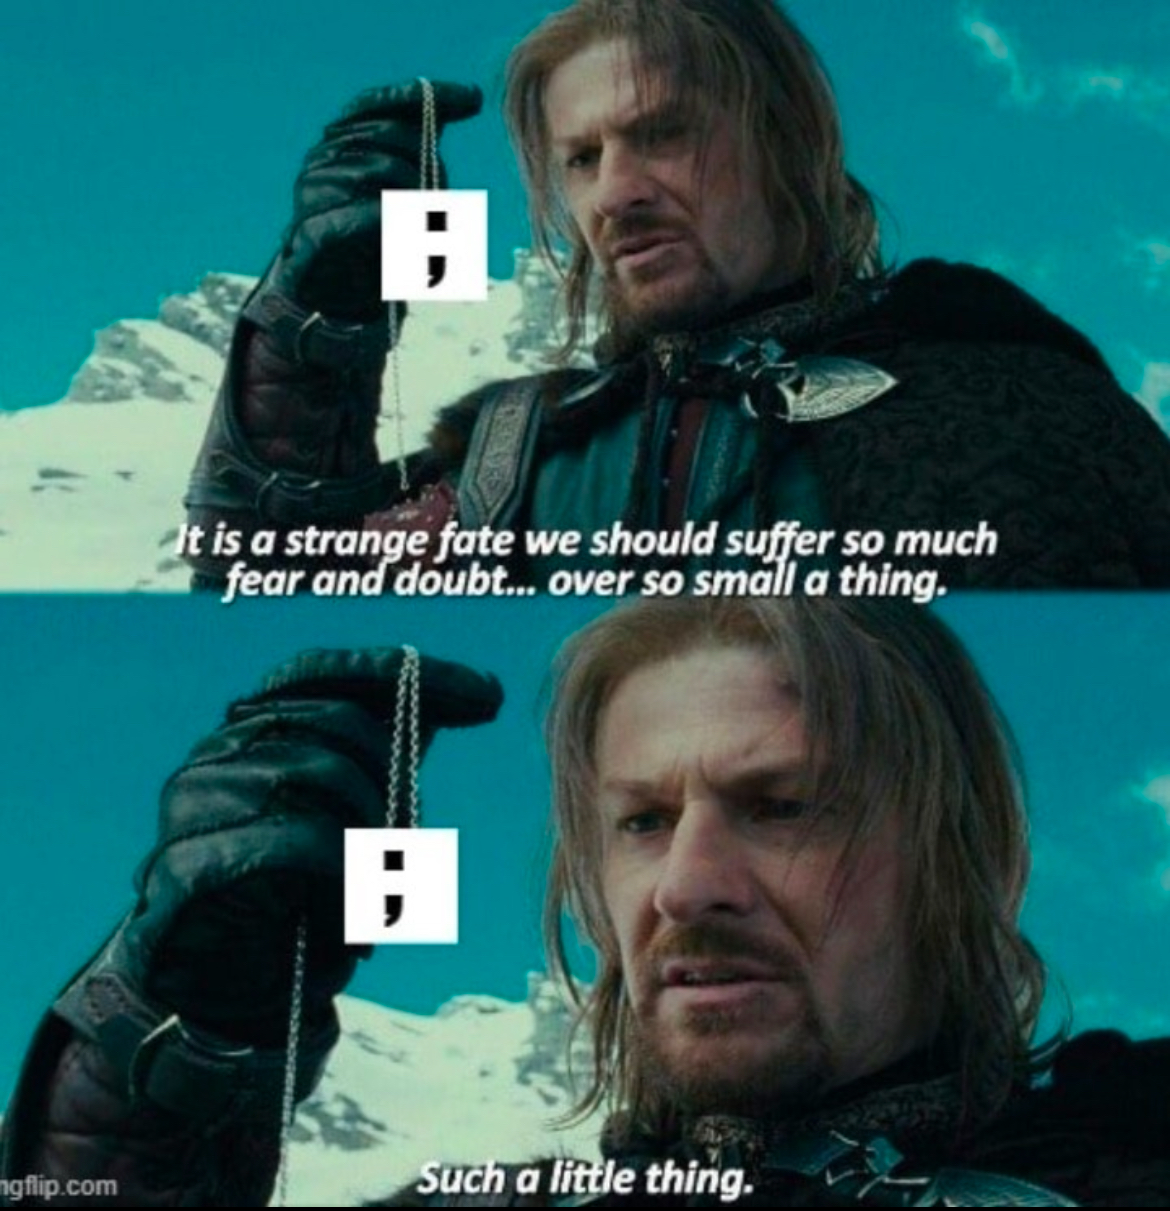 ;
It is a strange fate we should suffer so much
fear and doubt... over so small a thing.
;
Such a little thing.
ngflip.com